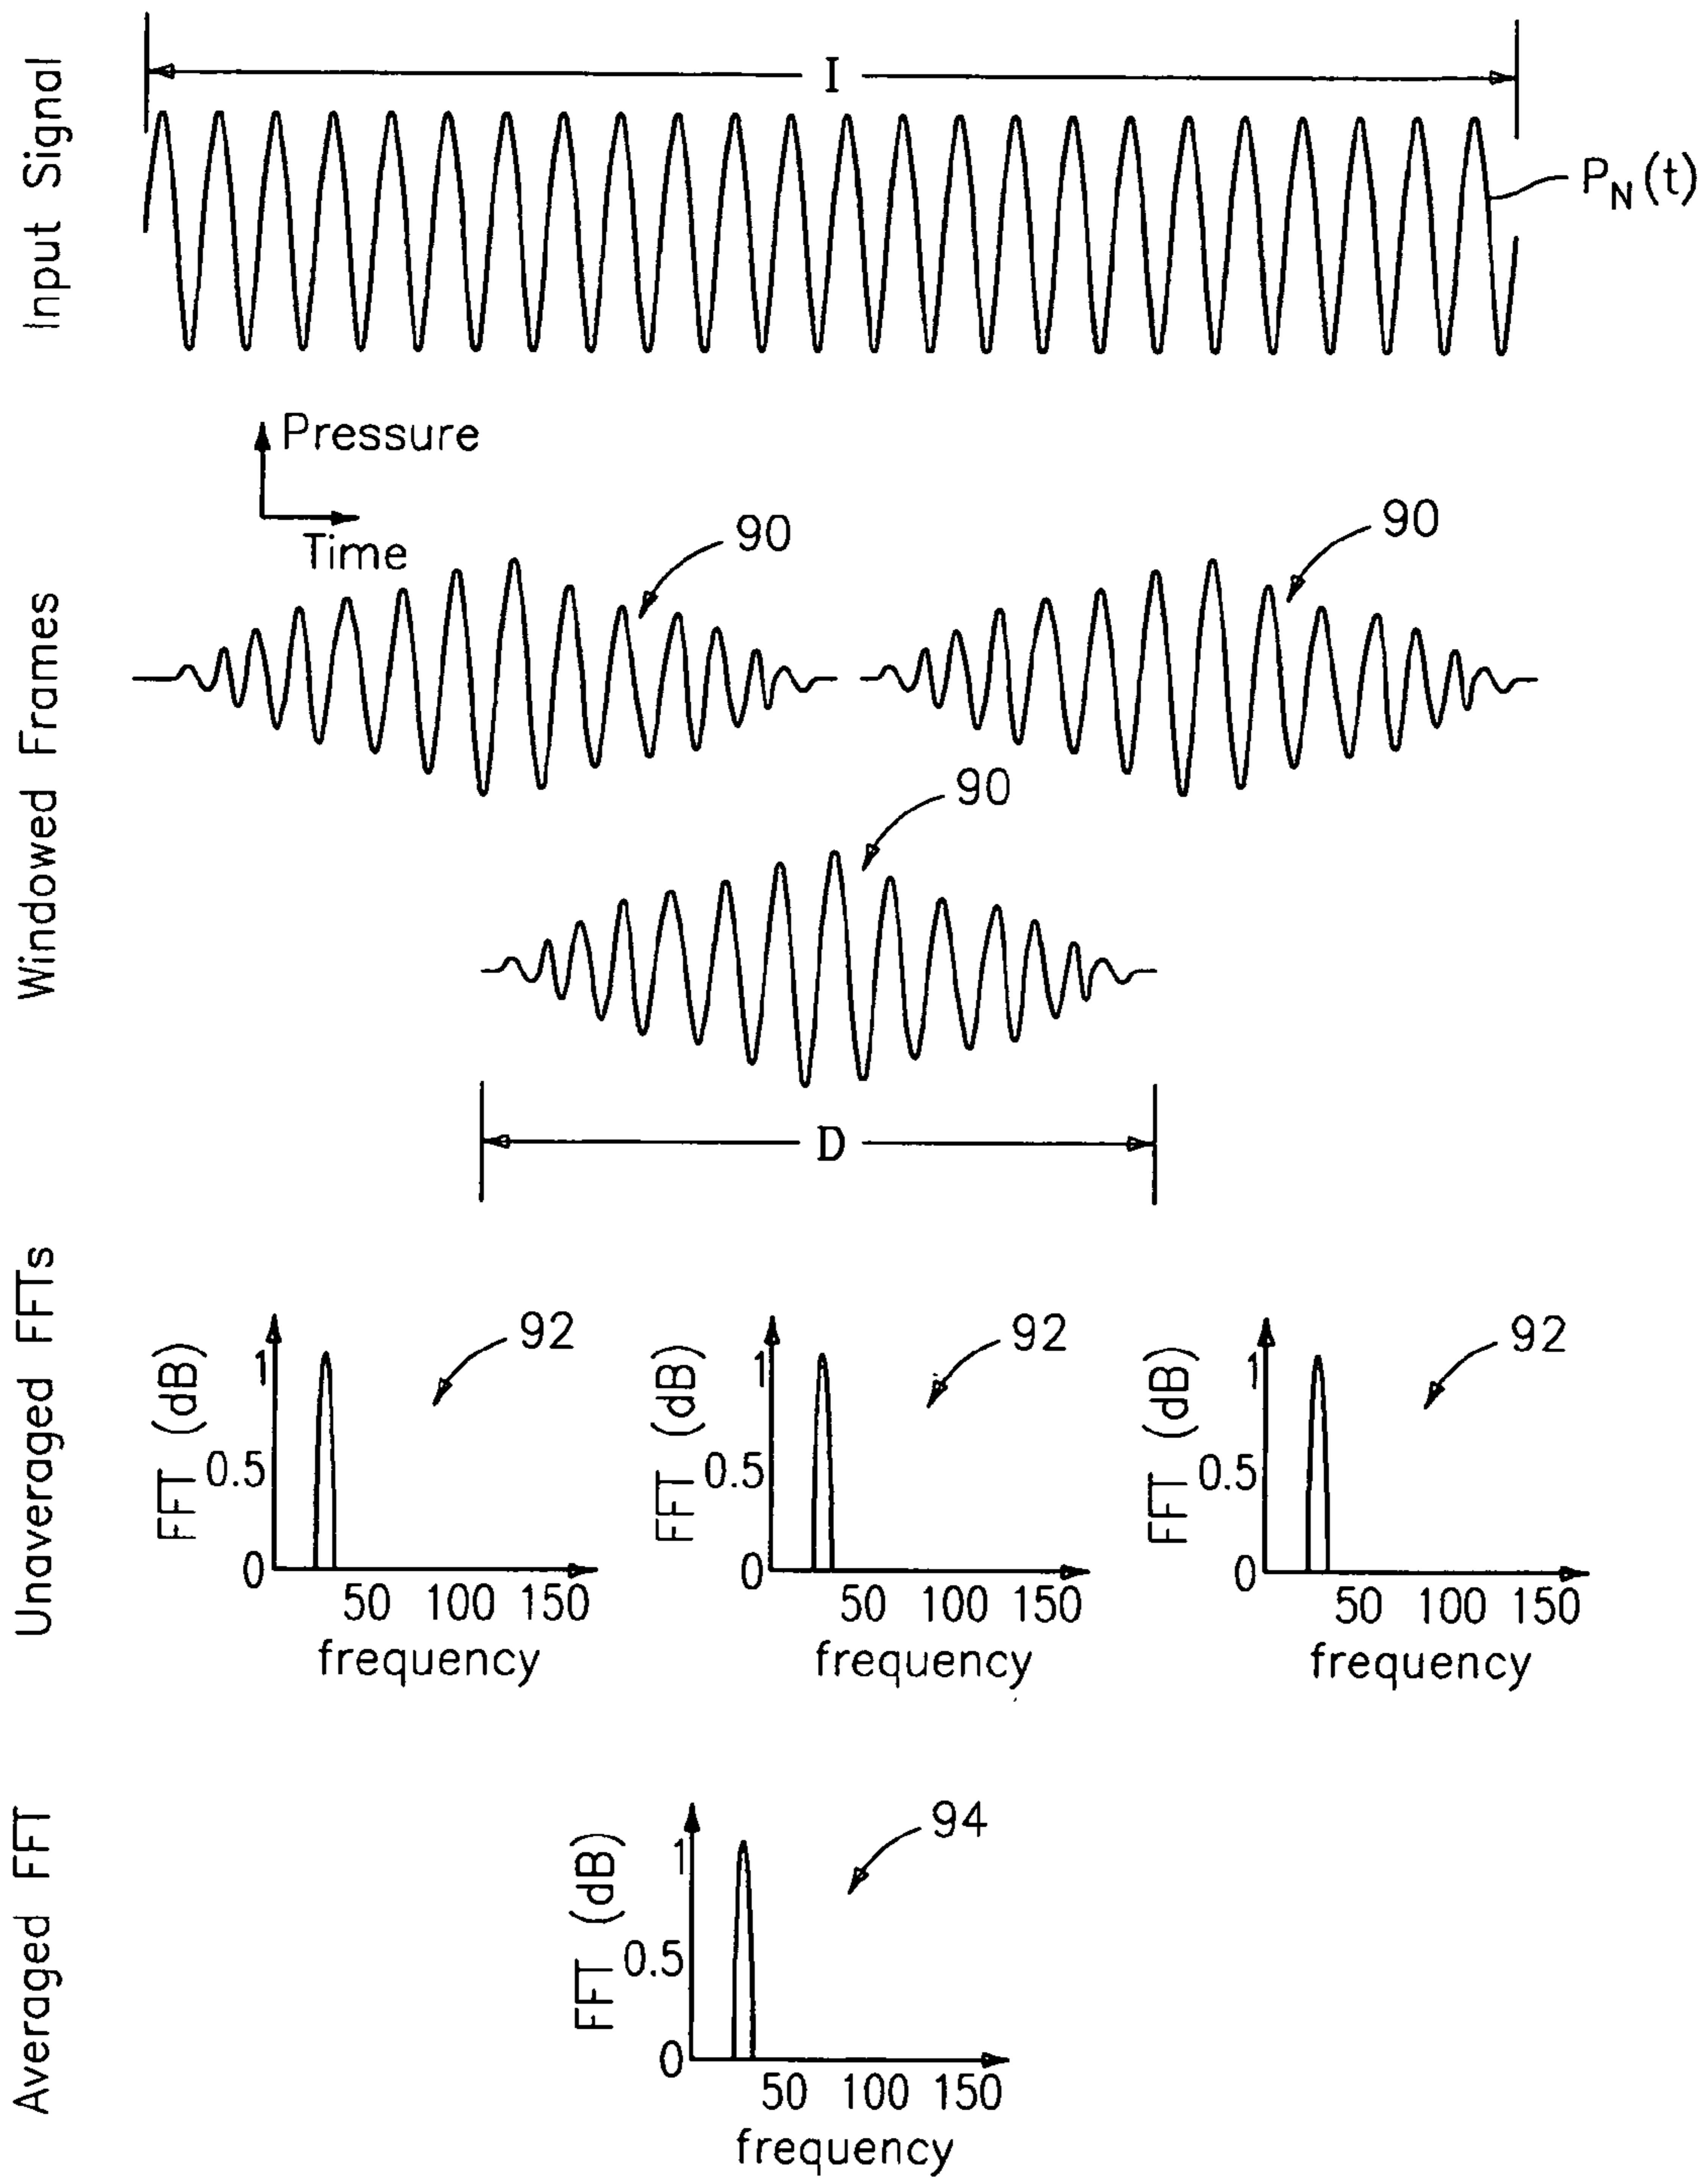 Input Signal
I
P_N(t)
Pressure
Time
Windowed Frames
90
90
90
D
Unaveraged FFTs
FFT (dB)
1
0.5
0
50 100 150
frequency
92
FFT (dB)
1
0.5
0
50 100 150
frequency
92
FFT (dB)
1
0.5
0
50 100 150
frequency
92
Averaged FFT
FFT (dB)
1
0.5
0
50 100 150
frequency
94